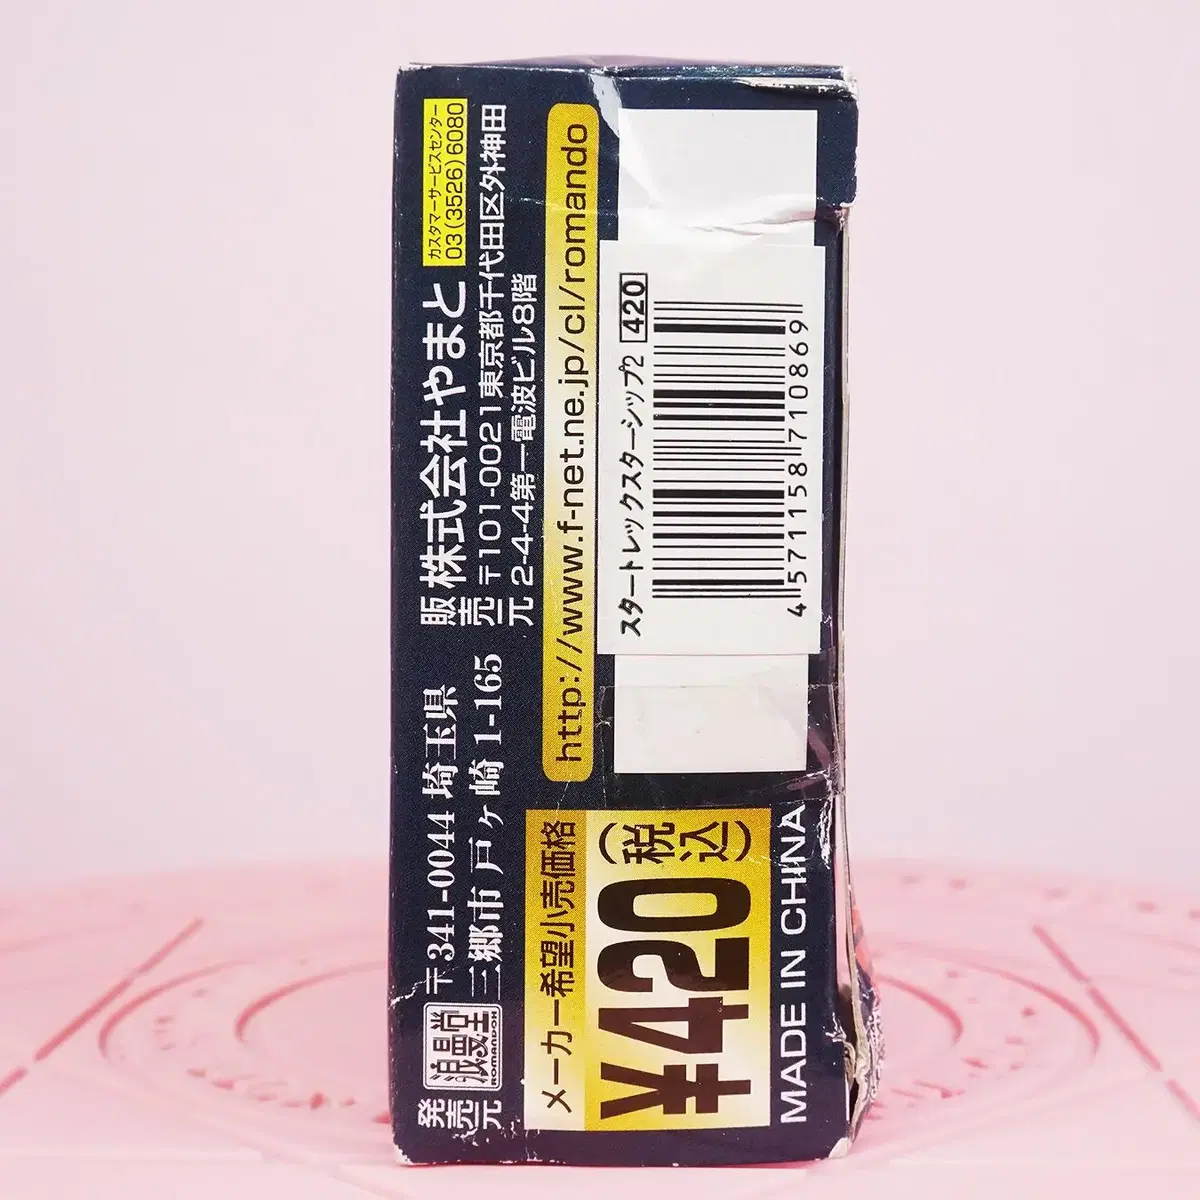 発売元
浪曼堂
ROMANDOH
〒341-0044 埼玉県
三郷市戸ヶ崎1-165
販売元
株式会社やまと
カスタマーサービスセンター
03(3526)6080
〒101-0021東京都千代田区外神田
2-4-4第一電波ビル8階
http://www.f-net.ne.jp/cl/romando
メーカー希望小売価格
¥420(税込)
スタートレックスターシップ2 420
4571158710869
MADE IN CHINA